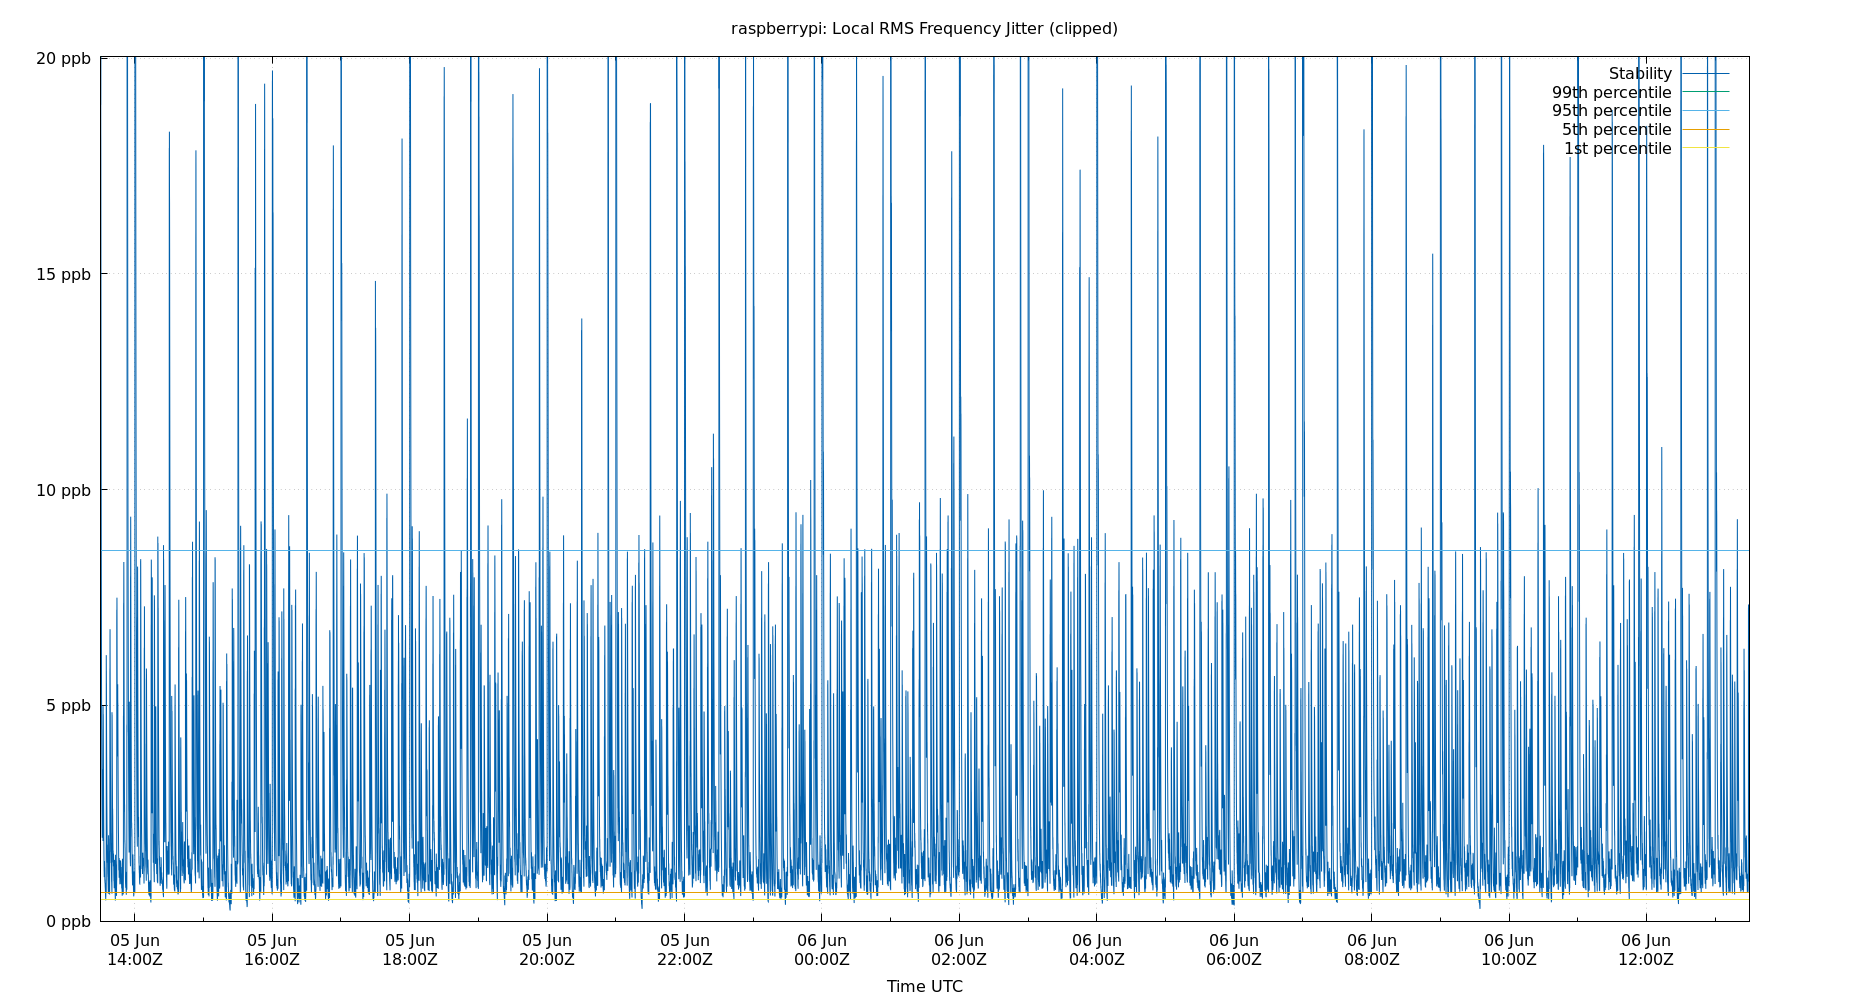 raspberrypi: Local RMS Frequency Jitter (clipped)
20 ppb
15 ppb
10 ppb
5 ppb
0 ppb
Stability
99th percentile
95th percentile
5th percentile
1st percentile
05 Jun 05 Jun 05 Jun 05 Jun 05 Jun 06 Jun 06 Jun 06 Jun 06 Jun 06 Jun 06 Jun 06 Jun
14:00Z 16:00Z 18:00Z 20:00Z 22:00Z 00:00Z 02:00Z 04:00Z 06:00Z 08:00Z 10:00Z 12:00Z
Time UTC